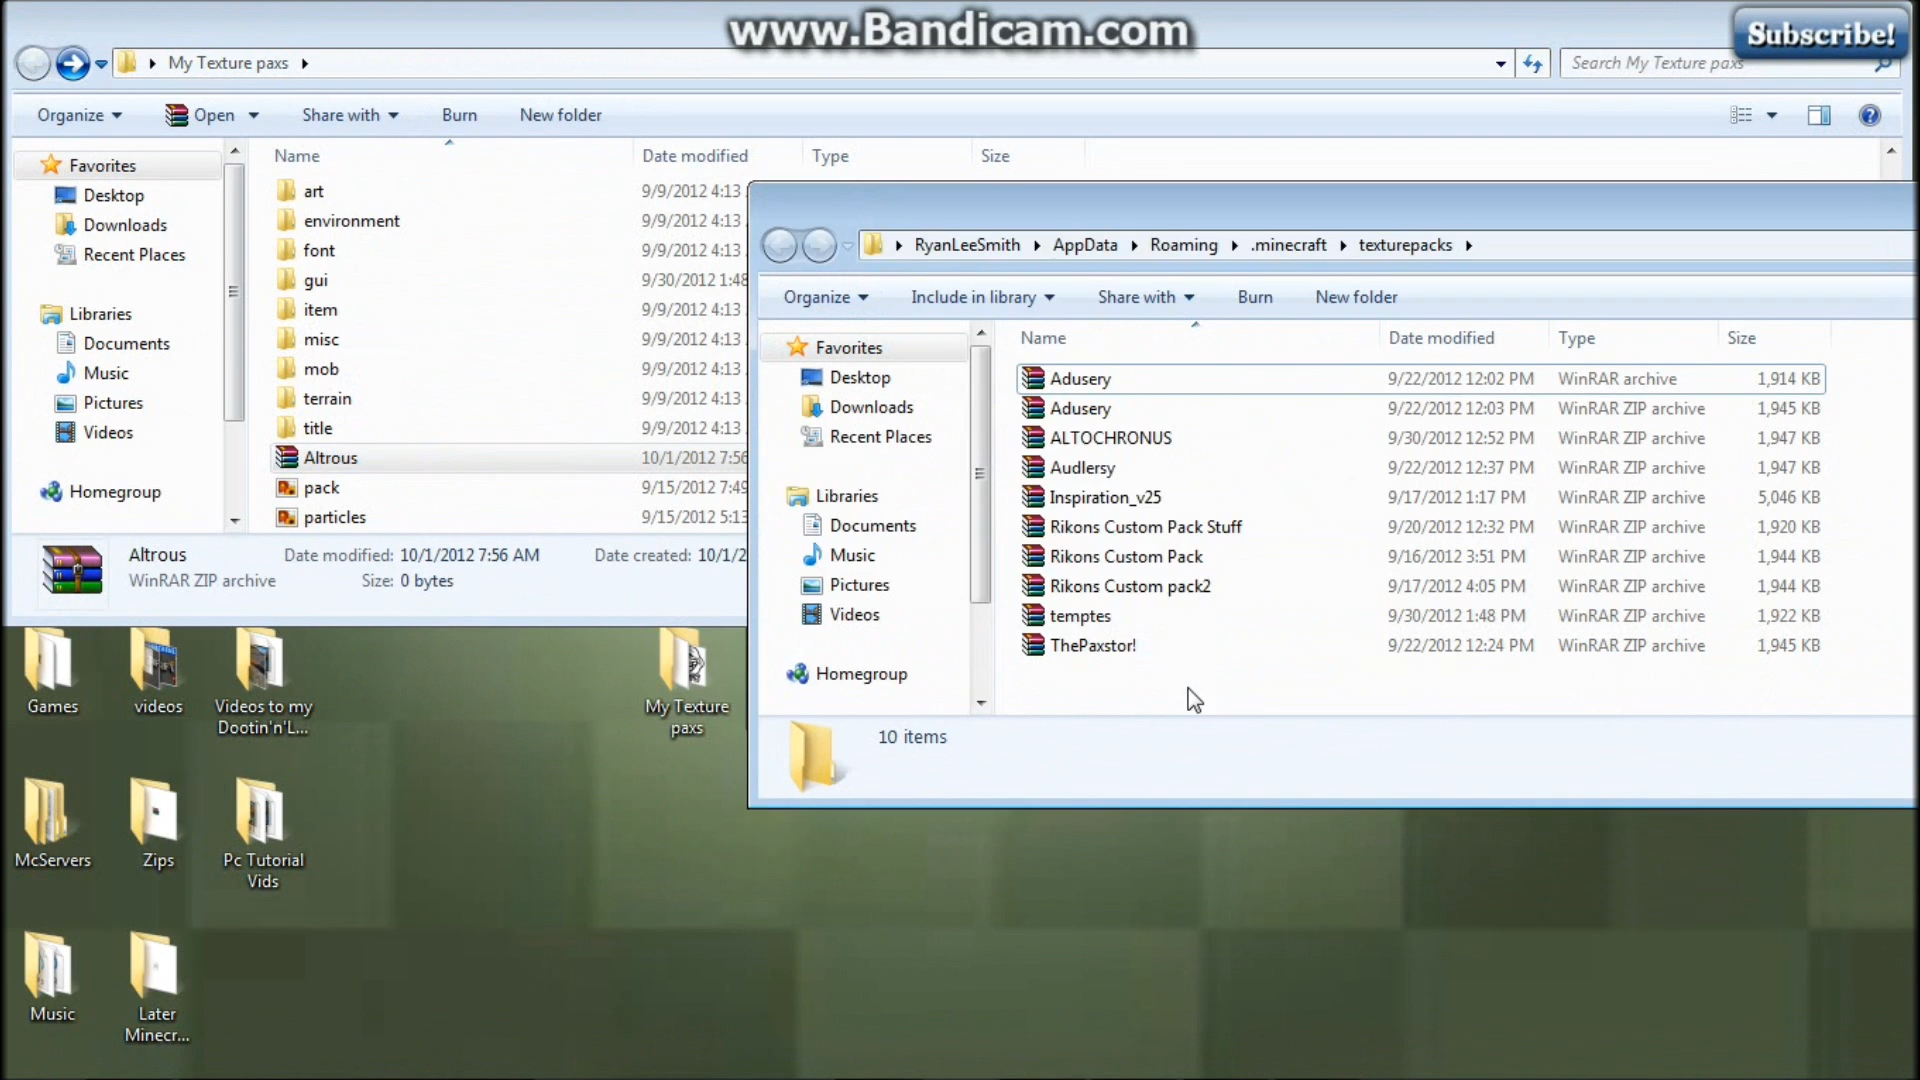 www.Bandicam.com
Subscribe!
My Texture paxs
Search My Texture paxs
Organize Open Share with Burn New folder
Name Date modified Type Size
Favorites
Desktop
Downloads
Recent Places
Libraries
Documents
Music
Pictures
Videos
Homegroup
art 9/9/2012 4:13
environment 9/9/2012 4:13
font 9/9/2012 4:13
gui 9/30/2012 1:48
item 9/9/2012 4:13
misc 9/9/2012 4:13
mob 9/9/2012 4:13
terrain 9/9/2012 4:13
title 9/9/2012 4:13
Altrous 10/1/2012 7:56
pack 9/15/2012 7:49
particles 9/15/2012 5:13
Altrous Date modified: 10/1/2012 7:56 AM Date created: 10/1/2
WinRAR ZIP archive Size: 0 bytes
RyanLeeSmith AppData Roaming .minecraft texturepacks
Organize Include in library Share with Burn New folder
Name Date modified Type Size
Favorites
Desktop
Downloads
Recent Places
Libraries
Documents
Music
Pictures
Videos
Homegroup
Adusery 9/22/2012 12:02 PM WinRAR archive 1,914 KB
Adusery 9/22/2012 12:03 PM WinRAR ZIP archive 1,945 KB
ALTOCHRONUS 9/30/2012 12:52 PM WinRAR ZIP archive 1,947 KB
Audlersy 9/22/2012 12:37 PM WinRAR ZIP archive 1,947 KB
Inspiration_v25 9/17/2012 1:17 PM WinRAR ZIP archive 5,046 KB
Rikons Custom Pack Stuff 9/20/2012 12:32 PM WinRAR ZIP archive 1,920 KB
Rikons Custom Pack 9/16/2012 3:51 PM WinRAR ZIP archive 1,944 KB
Rikons Custom pack2 9/17/2012 4:05 PM WinRAR ZIP archive 1,944 KB
temptes 9/30/2012 1:48 PM WinRAR ZIP archive 1,922 KB
ThePaxstor! 9/22/2012 12:24 PM WinRAR ZIP archive 1,945 KB
10 items
Games
videos
Videos to my
Dootin'n'L...
My Texture
paxs
McServers
Zips
Pc Tutorial
Vids
Music
Later
Minecr...